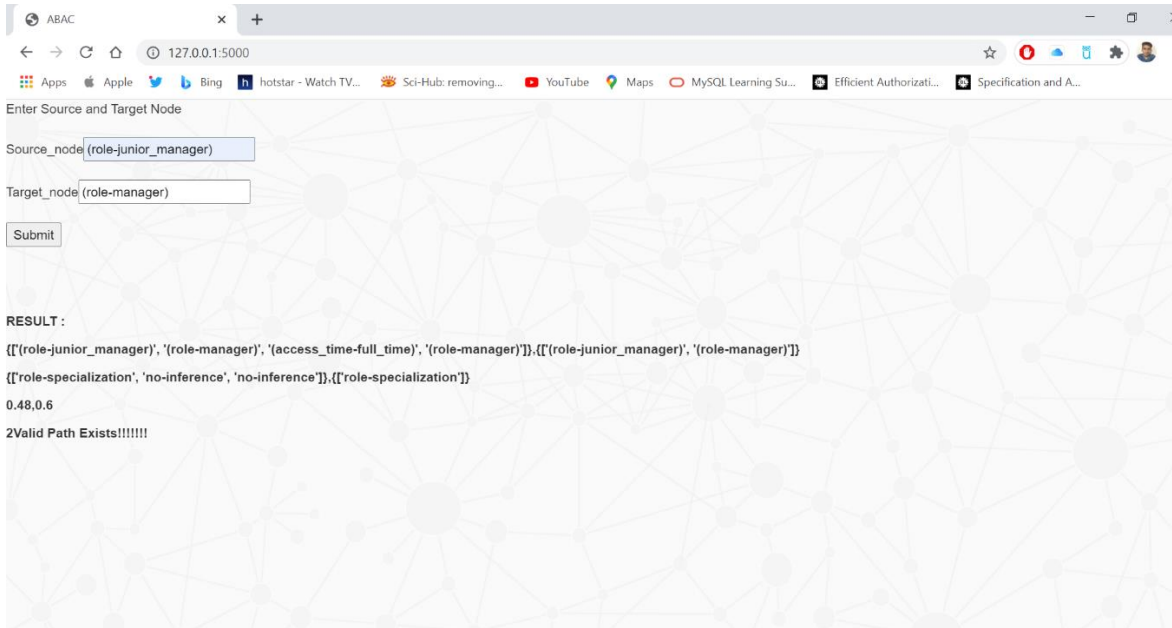 ABAC
127.0.0.1:5000
Apps Apple Bing h hotstar - Watch TV... Sci-Hub: removing... YouTube Maps MySQL Learning Su... Efficient Authorizati... Specification and A...
Enter Source and Target Node
Source_node (role-junior_manager)
Target_node (role-manager)
Submit
RESULT :
{['(role-junior_manager)', '(role-manager)', '(access_time-full_time)', '(role-manager)']},{['(role-junior_manager)', '(role-manager)']}
{['role-specialization', 'no-inference', 'no-inference']},{['role-specialization']}
0.48,0.6
2Valid Path Exists!!!!!!!